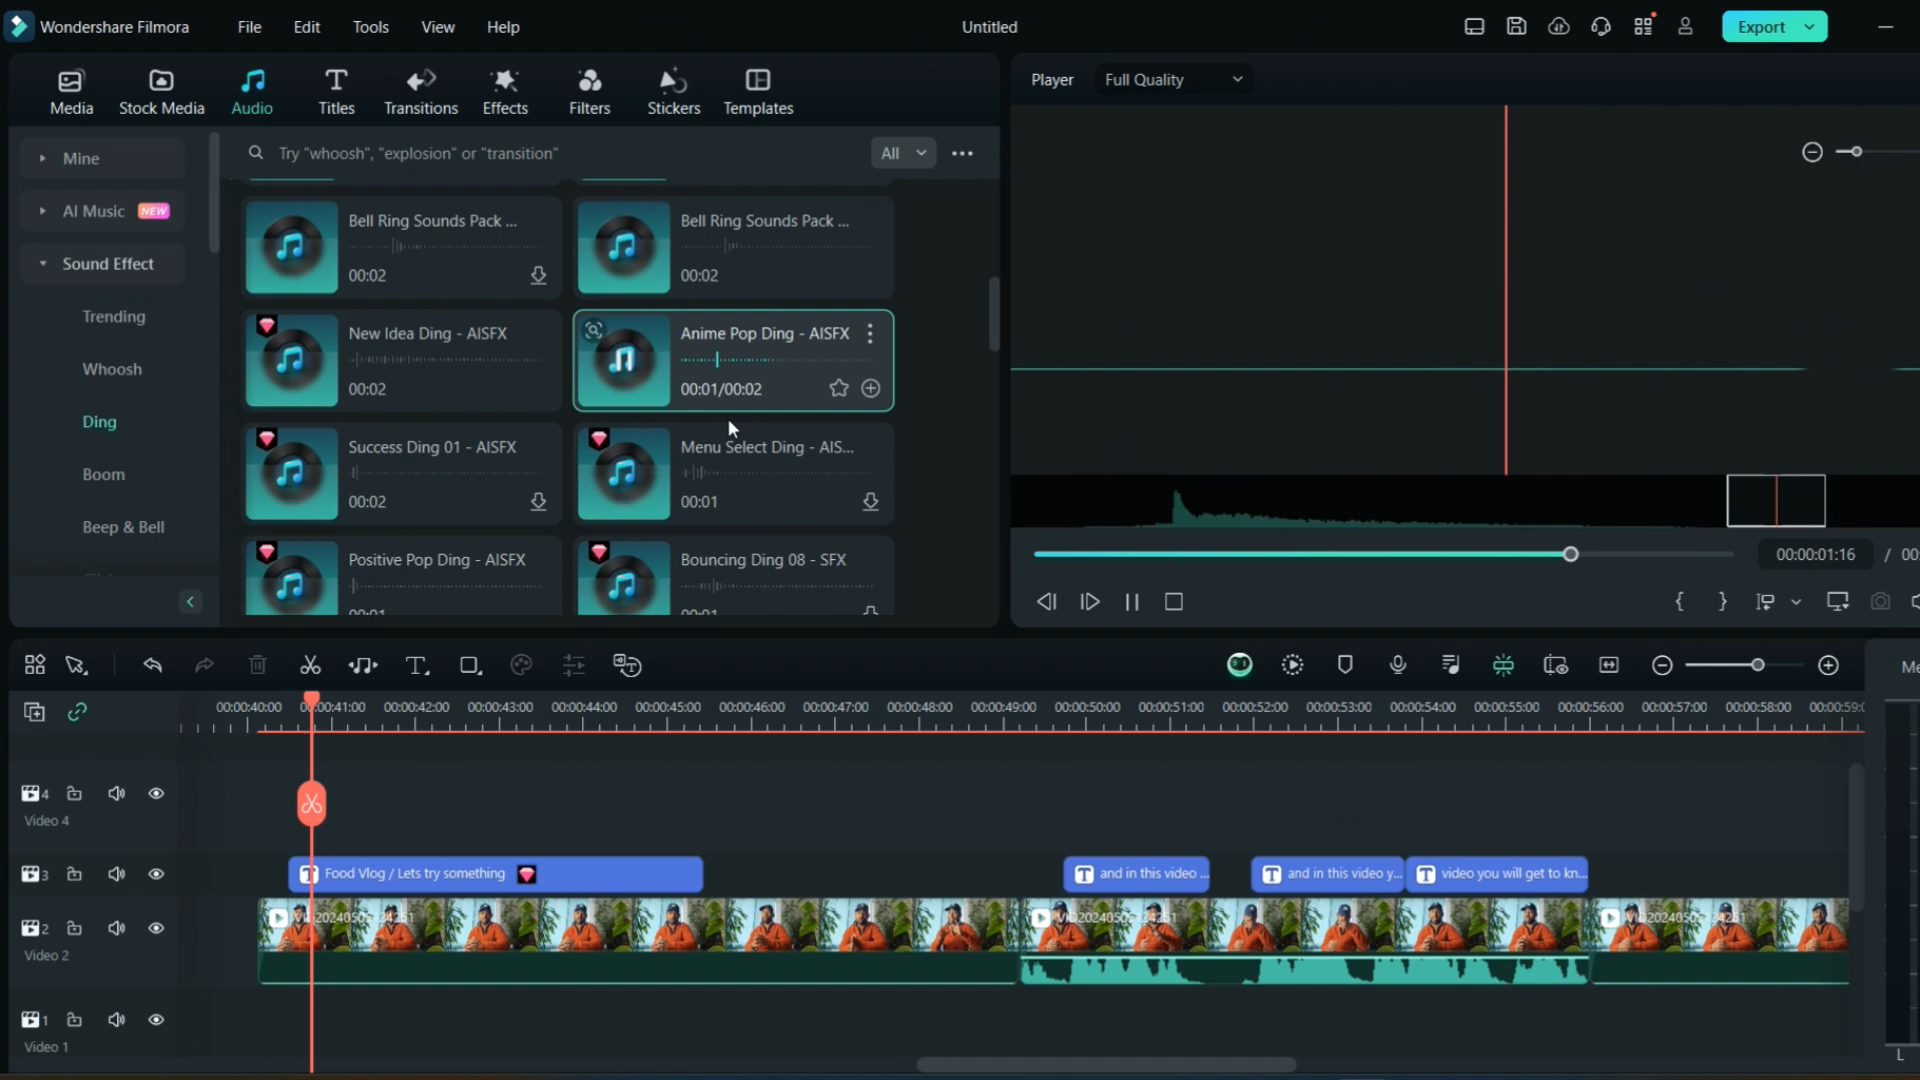 Wondershare Filmora File Edit Tools View Help Untitled Export
Media Stock Media Audio Titles Transitions Effects Filters Stickers Templates
Player Full Quality
Mine
AI Music NEW
Sound Effect
Trending
Whoosh
Ding
Boom
Beep & Bell
Try "whoosh", "explosion" or "transition" All
Bell Ring Sounds Pack ...
00:02
Bell Ring Sounds Pack ...
00:02
New Idea Ding - AISFX
00:02
Anime Pop Ding - AISFX
00:01/00:02
Success Ding 01 - AISFX
00:02
Menu Select Ding - AIS...
00:01
Positive Pop Ding - AISFX
00:01
Bouncing Ding 08 - SFX
00:01
00:00:01:16 / 00:
00:00:40:00 00:00:41:00 00:00:42:00 00:00:43:00 00:00:44:00 00:00:45:00 00:00:46:00 00:00:47:00 00:00:48:00 00:00:49:00 00:00:50:00 00:00:51:00 00:00:52:00 00:00:53:00 00:00:54:00 00:00:55:00 00:00:56:00 00:00:57:00 00:00:58:00 00:00:59:0
4
Video 4
3
Food Vlog / Lets try something
and in this video ...
and in this video y...
video you will get to kn...
2
Video 2
1
Video 1
L